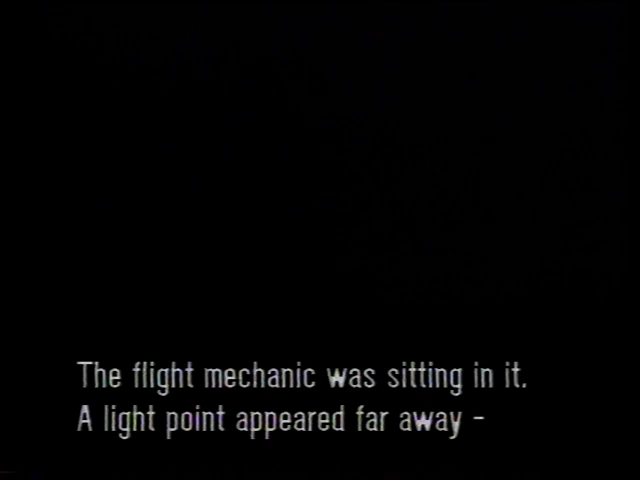 The flight mechanic was sitting in it.
A light point appeared far away -